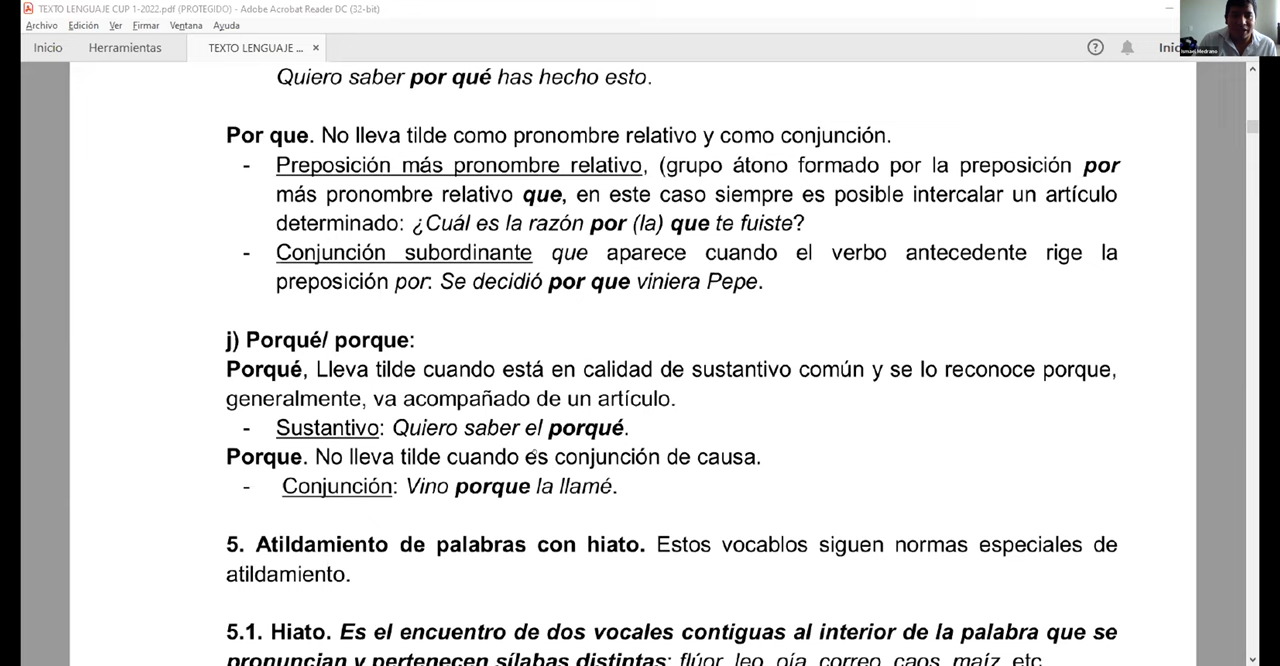 TEXTO LENGUAJE CUP 1-2022.pdf (PROTEGIDO) - Adobe Acrobat Reader DC (32-bit)
Archivo Edición Ver Firmar Ventana Ayuda
Inicio Herramientas TEXTO LENGUAJE ... × Inic
Ismael Medrano
Quiero saber por qué has hecho esto.
Por que. No lleva tilde como pronombre relativo y como conjunción.
- Preposición más pronombre relativo, (grupo átono formado por la preposición por
más pronombre relativo que, en este caso siempre es posible intercalar un artículo
determinado: ¿Cuál es la razón por (la) que te fuiste?
- Conjunción subordinante que aparece cuando el verbo antecedente rige la
preposición por: Se decidió por que viniera Pepe.
j) Porqué/ porque:
Porqué, Lleva tilde cuando está en calidad de sustantivo común y se lo reconoce porque,
generalmente, va acompañado de un artículo.
- Sustantivo: Quiero saber el porqué.
Porque. No lleva tilde cuando es conjunción de causa.
- Conjunción: Vino porque la llamé.
5. Atildamiento de palabras con hiato. Estos vocablos siguen normas especiales de
atildamiento.
5.1. Hiato. Es el encuentro de dos vocales contiguas al interior de la palabra que se
pronuncian y pertenecen sílabas distintas: flúor, leo, oía, correo, caos, maíz, etc.